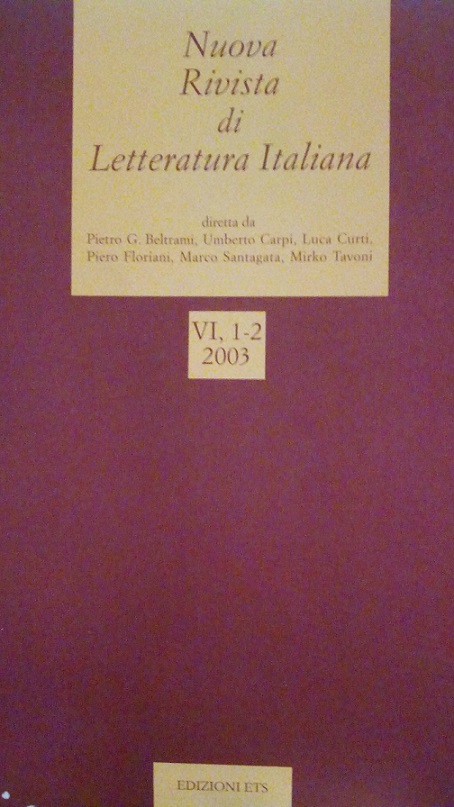 Nuova
Rivista
di
Letteratura Italiana
diretta da
Pietro G. Beltrami, Umberto Carpi, Luca Curti,
Piero Floriani, Marco Santagata, Mirko Tavoni
VI, 1-2
2003
EDIZIONI ETS